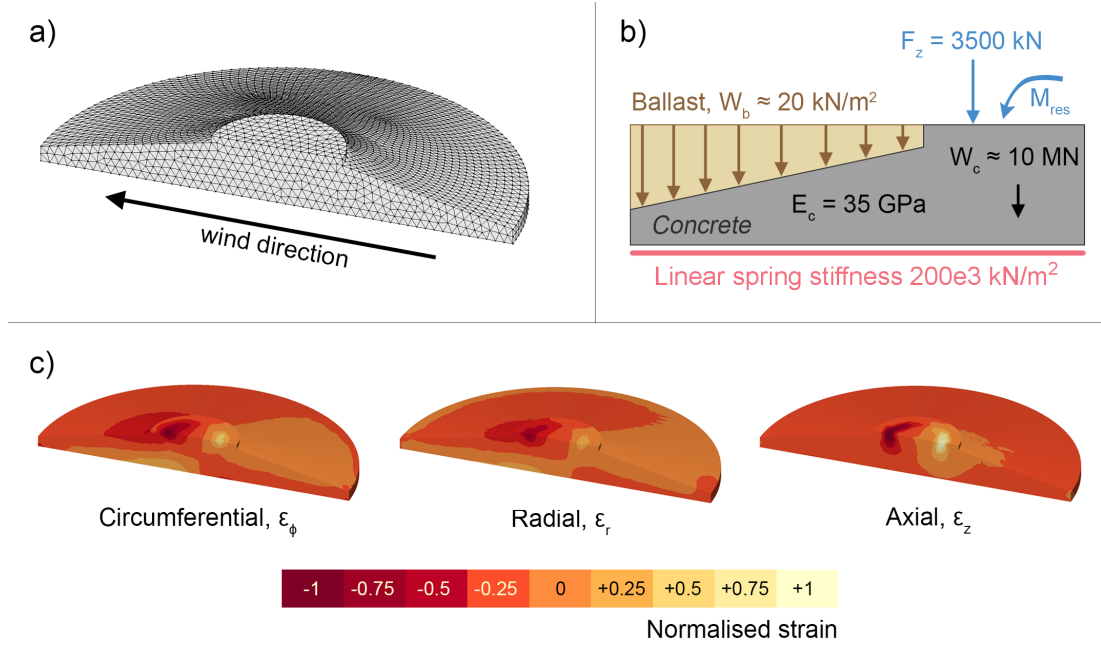 a)
wind direction
b)
F_z = 3500 kN
M_res
Ballast, W_b ≈ 20 kN/m²
W_c ≈ 10 MN
E_c = 35 GPa
Concrete
Linear spring stiffness 200e3 kN/m²
c)
Circumferential, ε_ϕ
Radial, ε_r
Axial, ε_z
-1 -0.75 -0.5 -0.25 0 +0.25 +0.5 +0.75 +1
Normalised strain